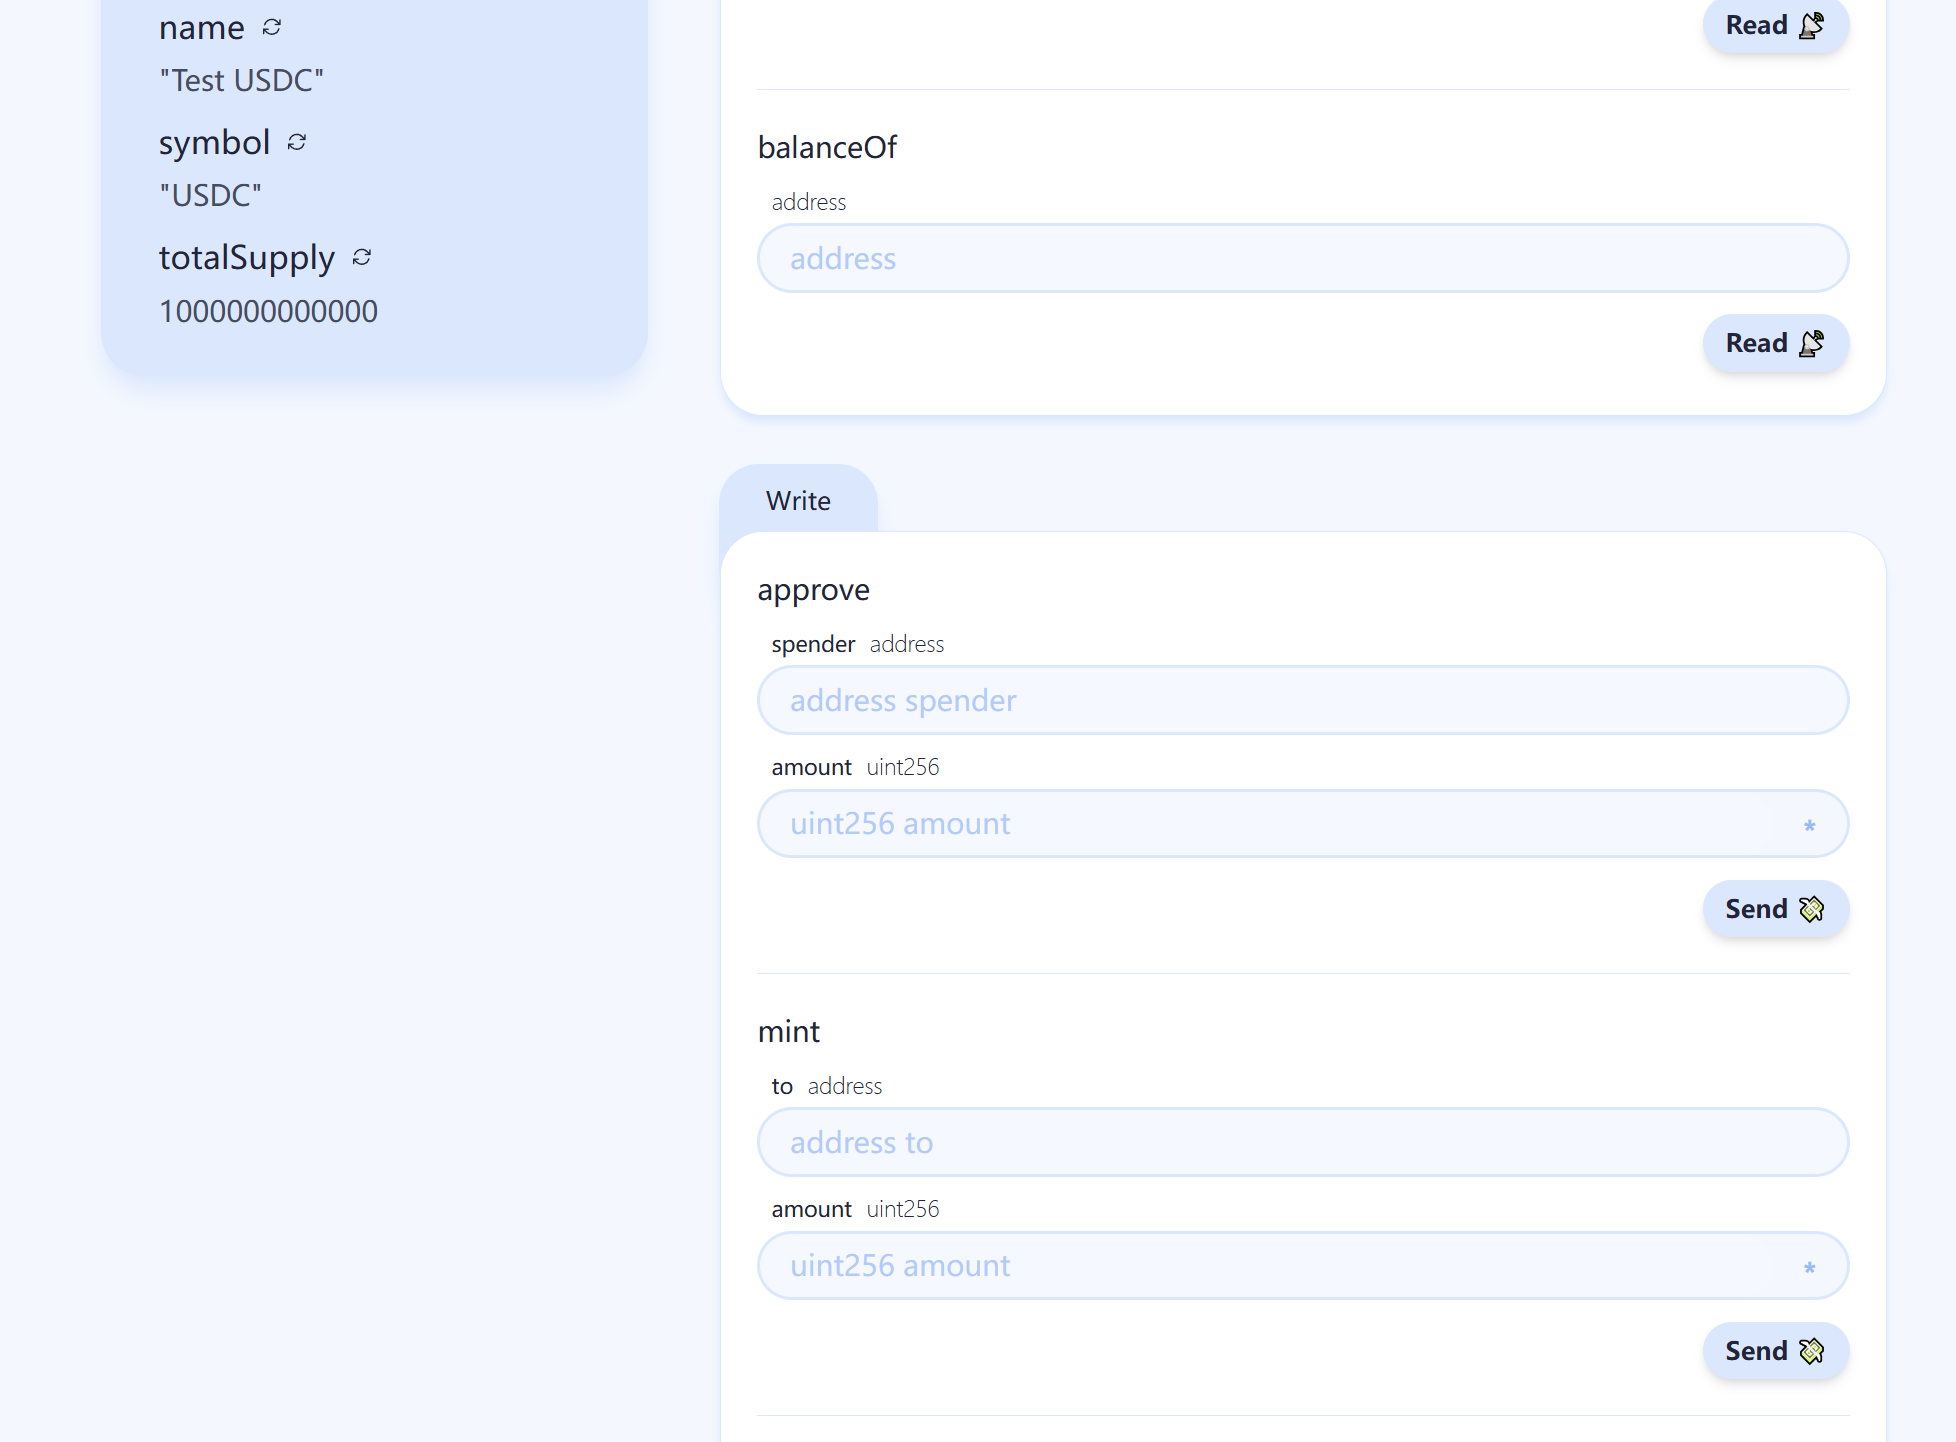 name
"Test USDC"
symbol
"USDC"
totalSupply
1000000000000
Read
balanceOf
address
address
Read
Write
approve
spender address
address spender
amount uint256
uint256 amount *
Send
mint
to address
address to
amount uint256
uint256 amount *
Send